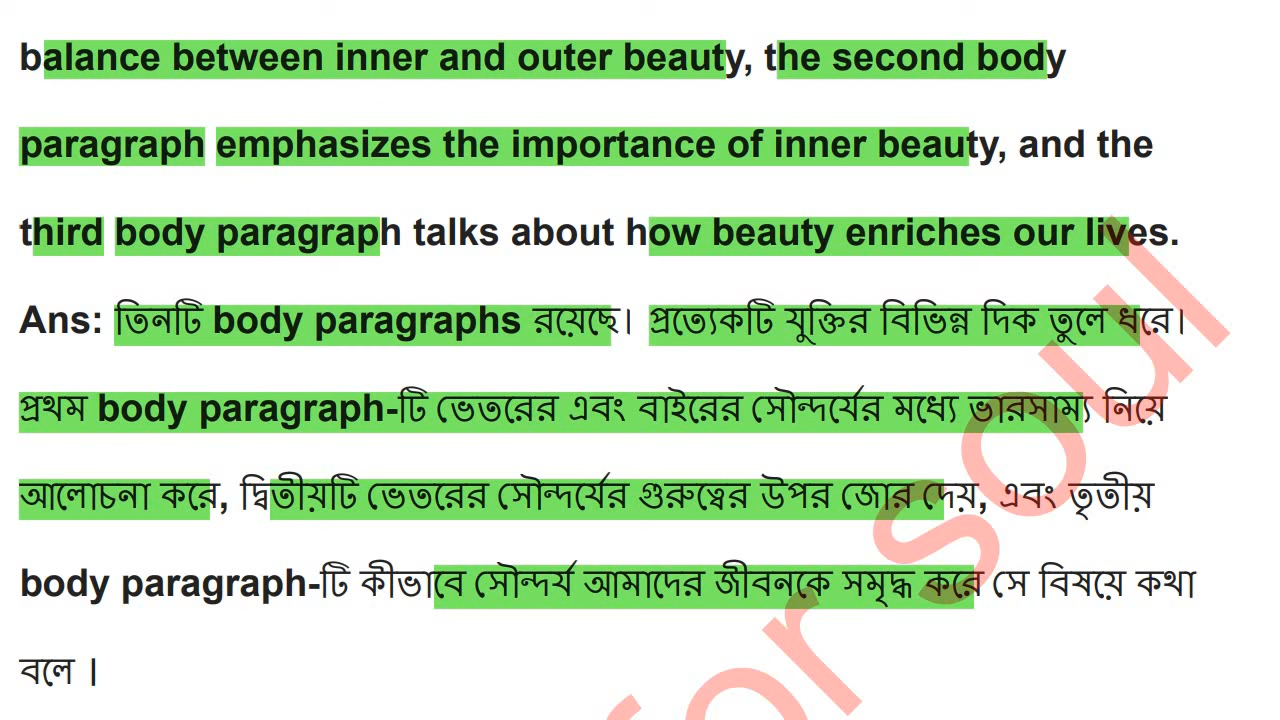 balance between inner and outer beauty, the second body
paragraph emphasizes the importance of inner beauty, and the
third body paragraph talks about how beauty enriches our lives.
Ans: তিনটি body paragraphs রয়েছে। প্রত্যেকটি যুক্তির বিভিন্ন দিক তুলে ধরে।
প্রথম body paragraph-টি ভেতরের এবং বাইরের সৌন্দর্যের মধ্যে ভারসাম্য নিয়ে
আলোচনা করে, দ্বিতীয়টি ভেতরের সৌন্দর্যের গুরুত্বের উপর জোর দেয়, এবং তৃতীয়
body paragraph-টি কীভাবে সৌন্দর্য আমাদের জীবনকে সমৃদ্ধ করে সে বিষয়ে কথা
বলে ।
for soul